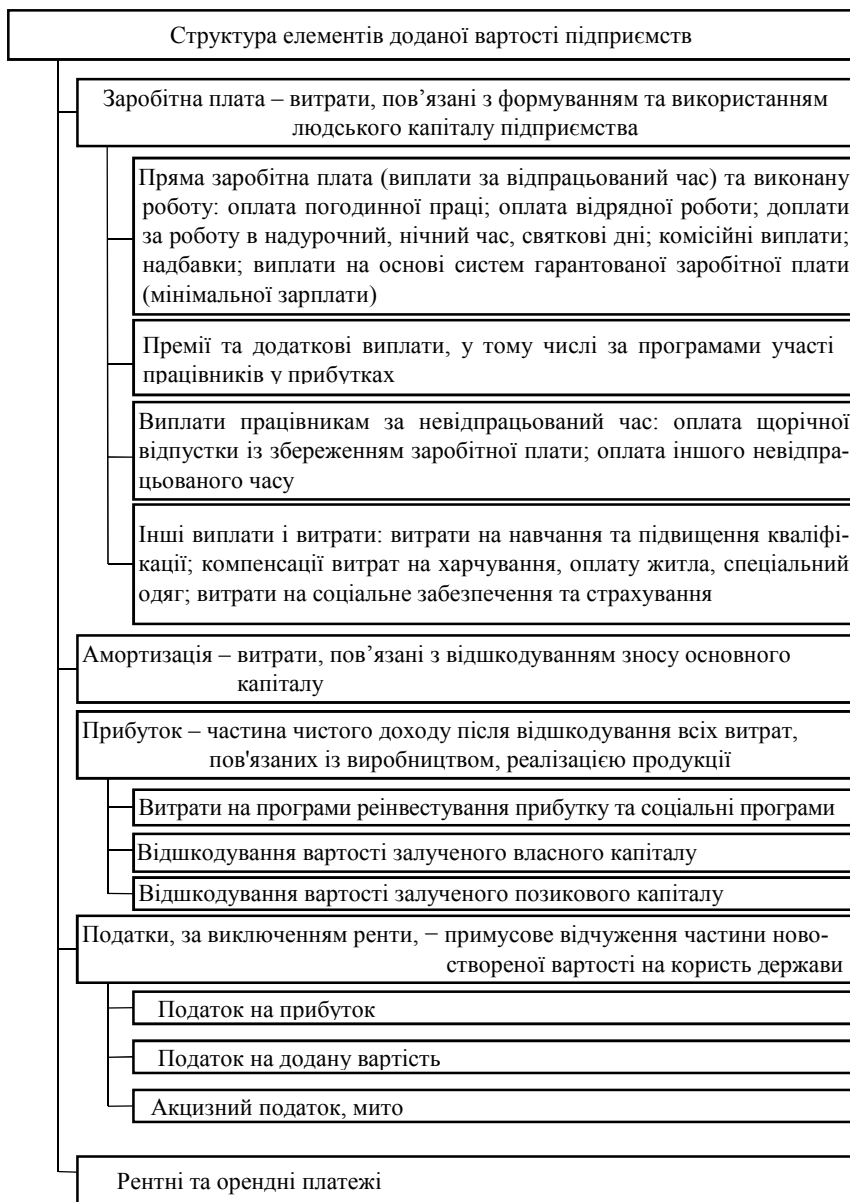 Структура елементів доданої вартості підприємств
Заробітна плата – витрати, пов’язані з формуванням та використанням
людського капіталу підприємства
Пряма заробітна плата (виплати за відпрацьований час) та виконану
роботу: оплата погодинної праці; оплата відрядної роботи; доплати
за роботу в надурочний, нічний час, святкові дні; комісійні виплати;
надбавки; виплати на основі систем гарантованої заробітної плати
(мінімальної зарплати)
Премії та додаткові виплати, у тому числі за програмами участі
працівників у прибутках
Виплати працівникам за невідпрацьований час: оплата щорічної
відпустки із збереженням заробітної плати; оплата іншого невідпра-
цьованого часу
Інші виплати і витрати: витрати на навчання та підвищення кваліфі-
кації; компенсації витрат на харчування, оплату житла, спеціальний
одяг; витрати на соціальне забезпечення та страхування
Амортизація – витрати, пов’язані з відшкодуванням зносу основного
капіталу
Прибуток – частина чистого доходу після відшкодування всіх витрат,
пов'язаних із виробництвом, реалізацією продукції
Витрати на програми реінвестування прибутку та соціальні програми
Відшкодування вартості залученого власного капіталу
Відшкодування вартості залученого позикового капіталу
Податки, за виключенням ренти, − примусове відчуження частини ново-
створеної вартості на користь держави
Податок на прибуток
Податок на додану вартість
Акцизний податок, мито
Рентні та орендні платежі